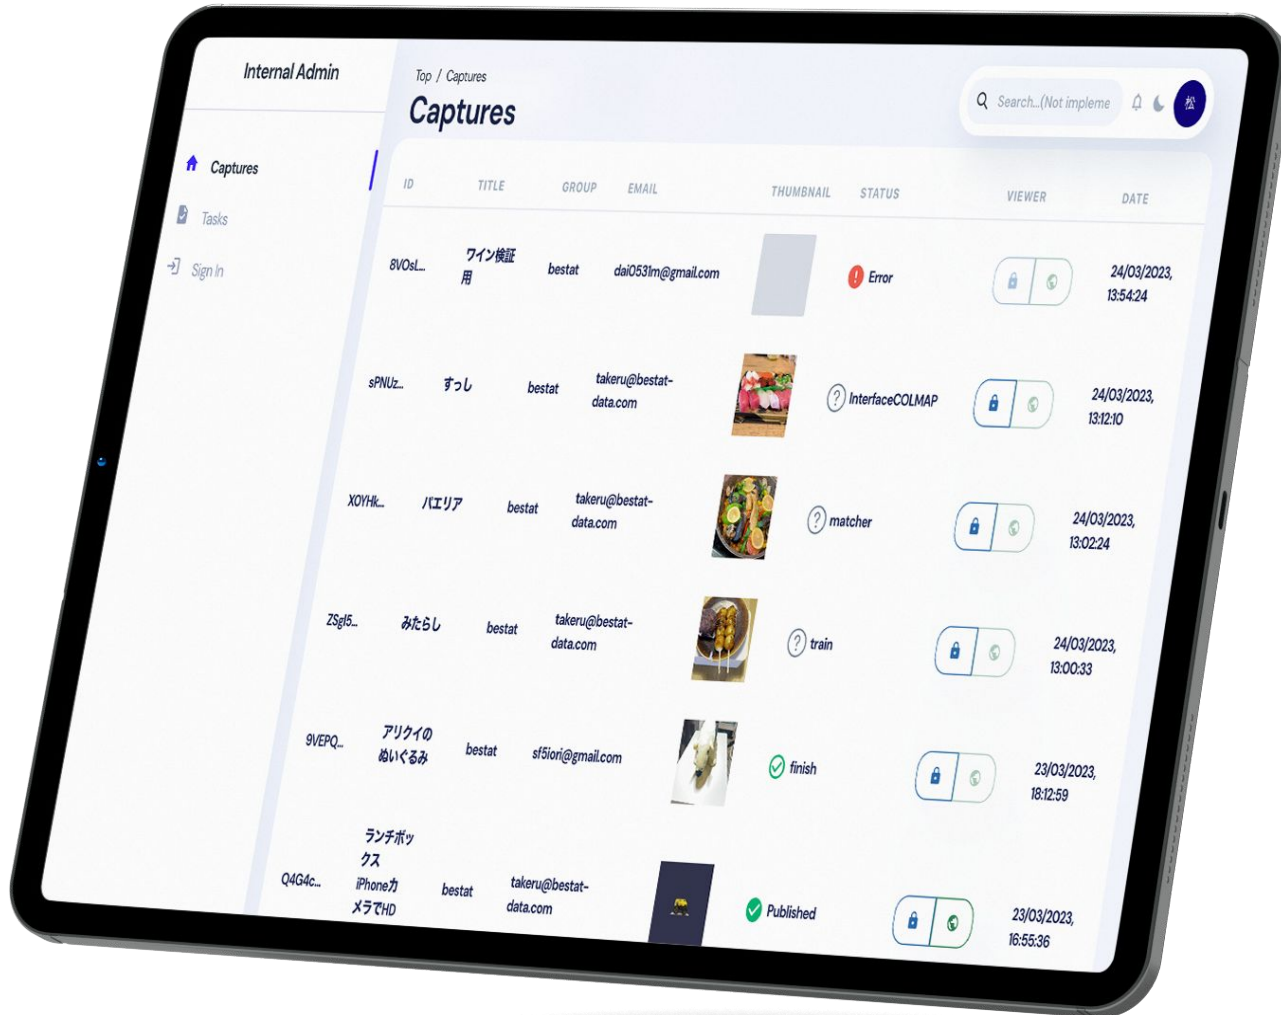 Internal Admin
Captures
Tasks
Sign In
Top / Captures
Captures
Search...(Not impleme
松
ID TITLE GROUP EMAIL THUMBNAIL STATUS VIEWER DATE
8VOsL... ワイン検証 bestat dai0531m@gmail.com Error 24/03/2023,
用 13:54:24
sPNUz... すっし bestat takeru@bestat- InterfaceCOLMAP 24/03/2023,
data.com 13:12:10
XOYHk... パエリア bestat takeru@bestat- matcher 24/03/2023,
data.com 13:02:24
ZSgI5... みたらし bestat takeru@bestat- train 24/03/2023,
data.com 13:00:33
9VEPQ... アリクイの bestat sf5iori@gmail.com finish 23/03/2023,
ぬいぐるみ 18:12:59
ランチボッ
クス
Q4G4c... iPhoneカ bestat takeru@bestat- Published 23/03/2023,
メラでHD data.com 16:55:36